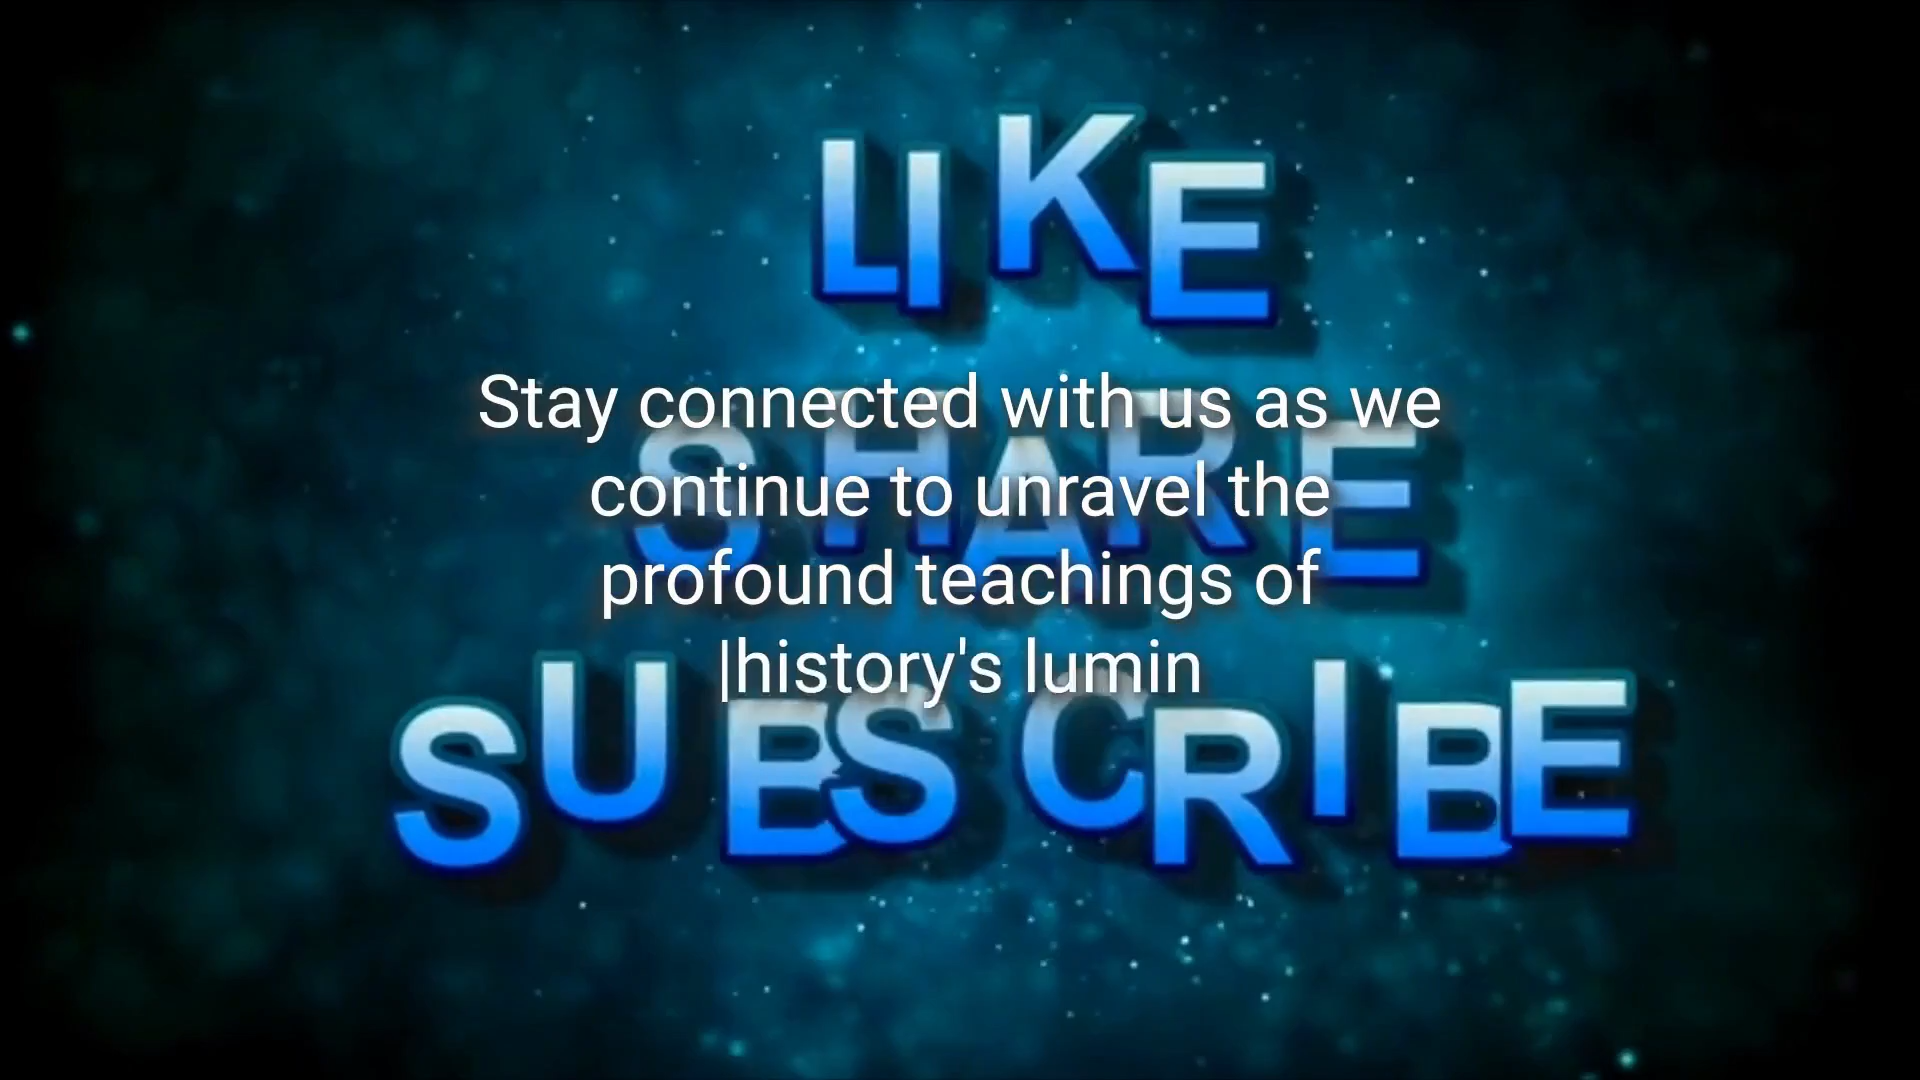 LIKE
Stay connected with us as we
SHARE
continue to unravel the
profound teachings of
|history's lumin
SUBSCRIBE